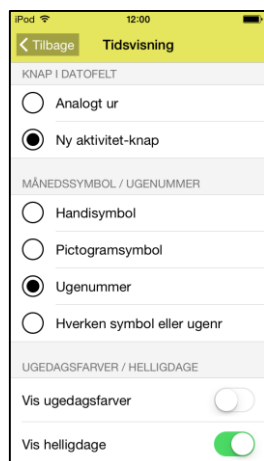 iPod 12:00
Tilbage Tidsvisning
KNAP I DATOFELT
Analogt ur
Ny aktivitet-knap
MÅNEDSSYMBOL / UGENUMMER
Handisymbol
Pictogramsymbol
Ugenummer
Hverken symbol eller ugenr
UGEDAGSFARVER / HELLIGDAGE
Vis ugedagsfarver
Vis helligdage